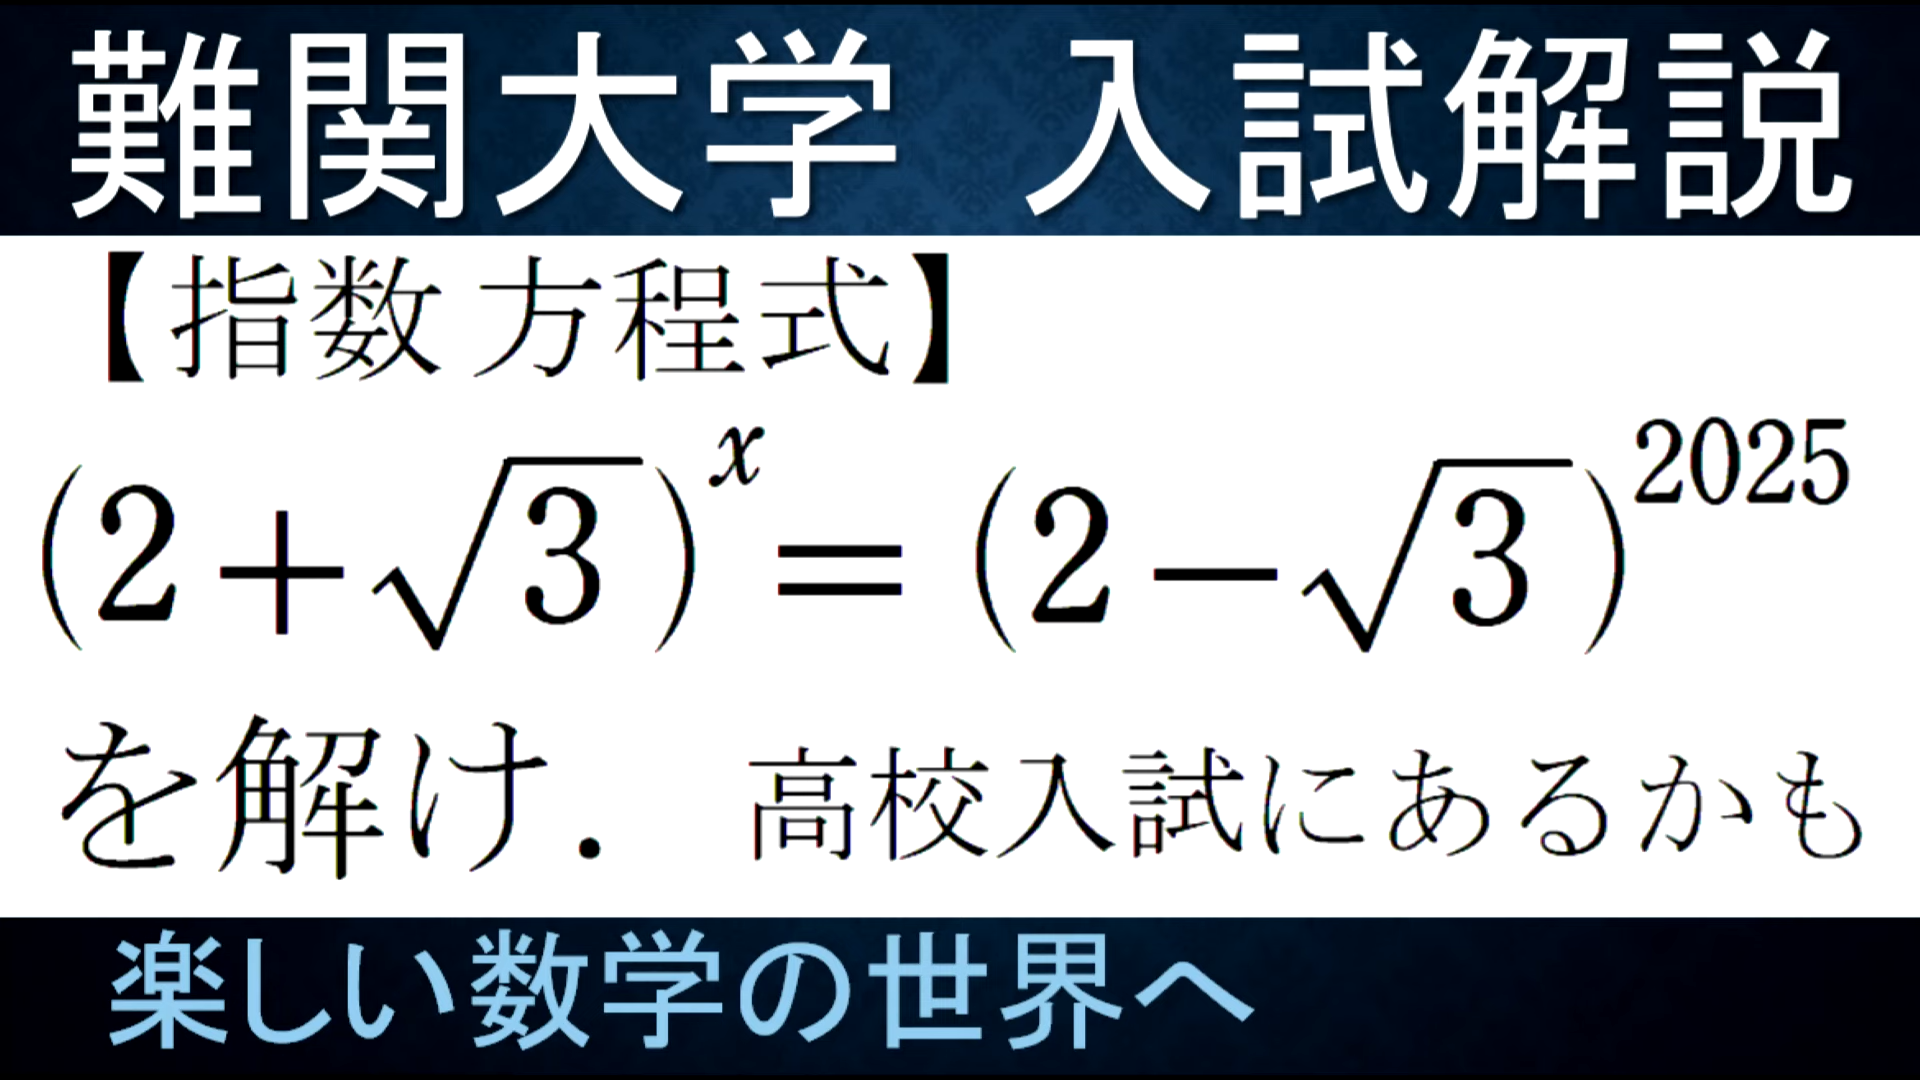 難関大学 入試解説
【指数方程式】
(2+√3)^x=(2-√3)^2025
を解け. 高校入試にあるかも
楽しい数学の世界へ